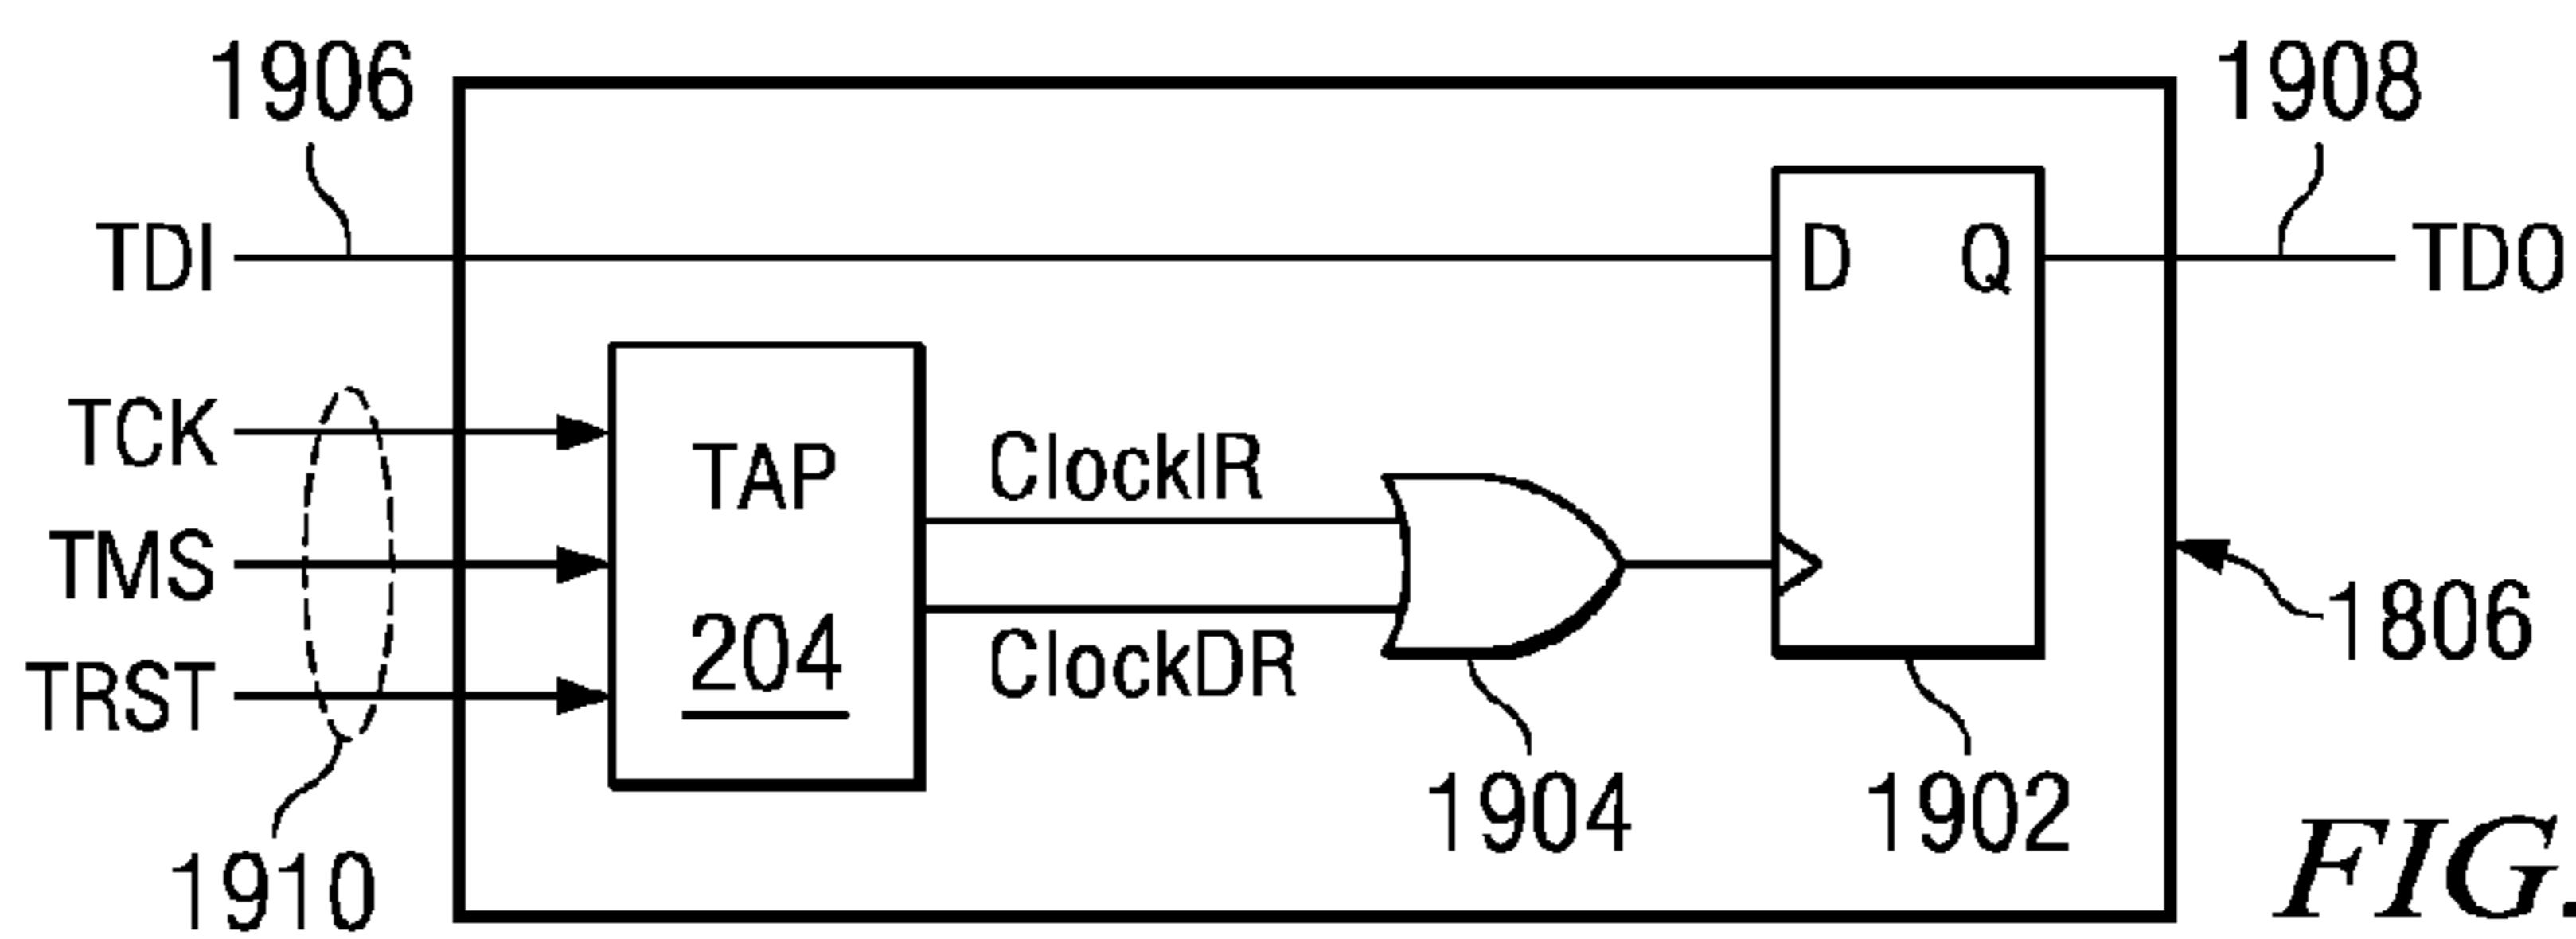 1906
1908
TDI
D
Q
TDO
TCK
TAP
ClockIR
TMS
204
ClockDR
1806
TRST
1904
1902
1910
FIG.